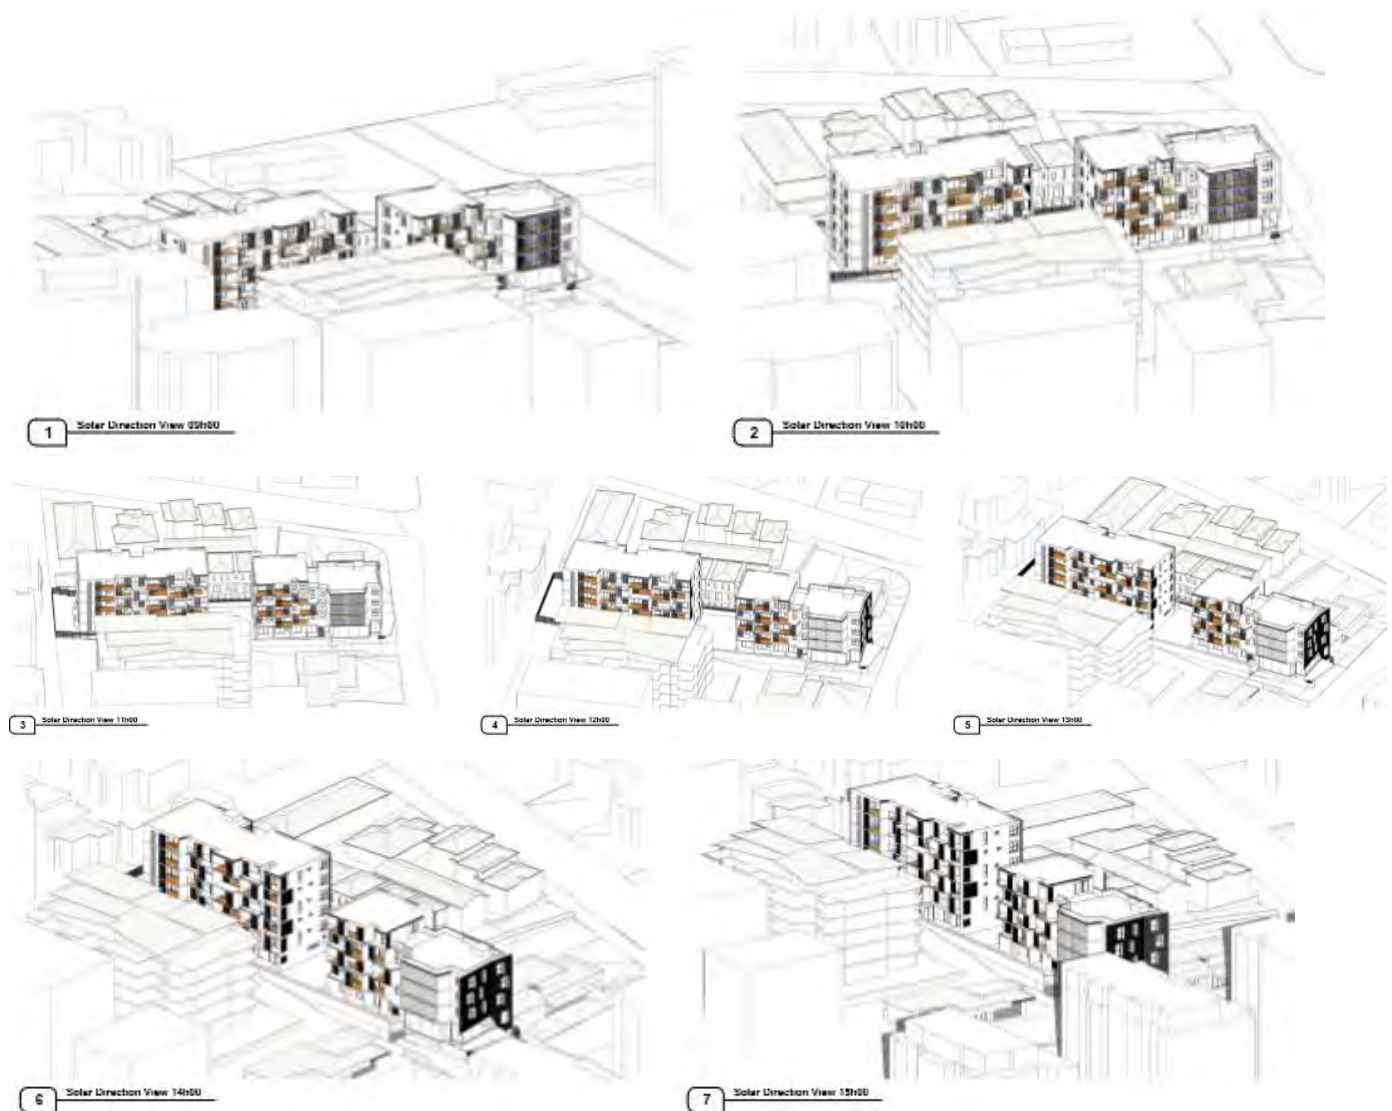 1 Solar Direction View 09h00
2 Solar Direction View 10h00
3 Solar Direction View 11h00
4 Solar Direction View 12h00
5 Solar Direction View 13h00
6 Solar Direction View 14h00
7 Solar Direction View 15h00